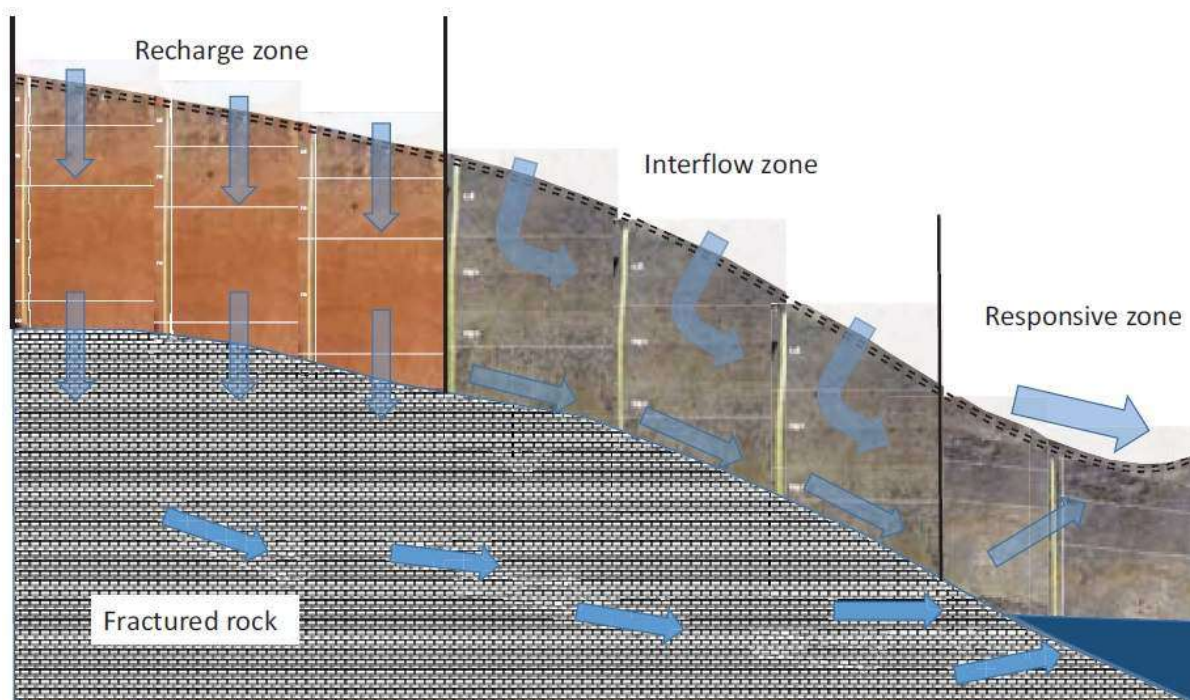 Recharge zone
Interflow zone
Responsive zone
Fractured rock